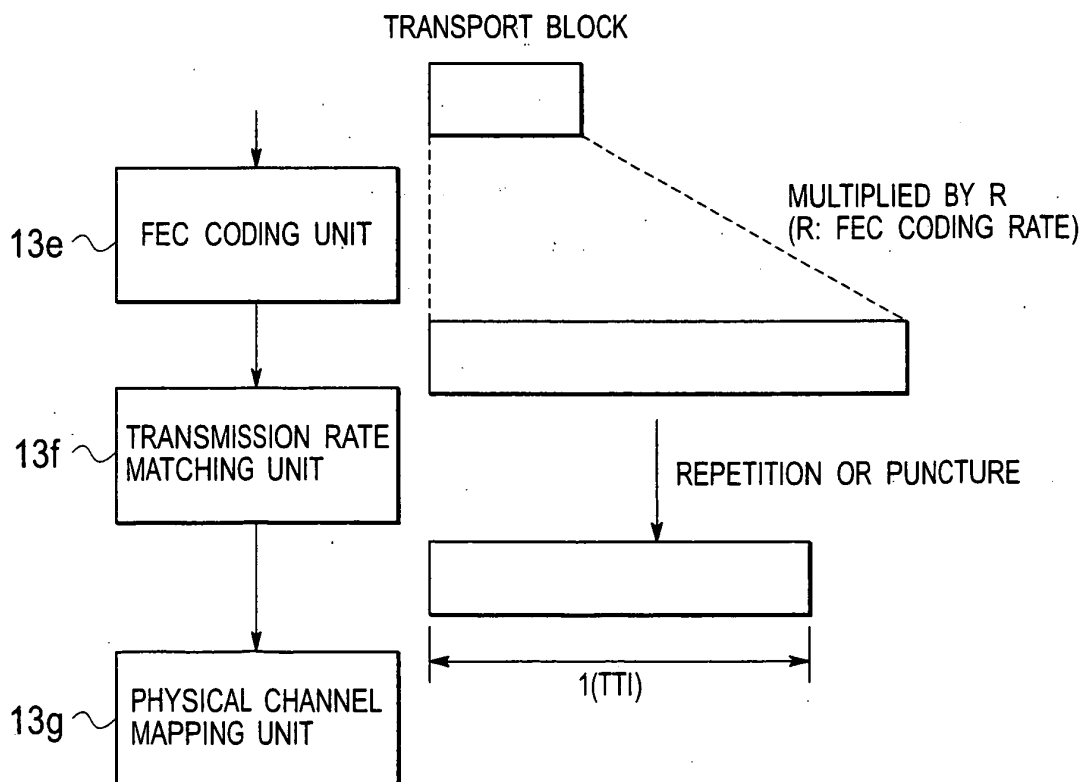 TRANSPORT BLOCK
MULTIPLIED BY R
(R: FEC CODING RATE)
13e
FEC CODING UNIT
13f
TRANSMISSION RATE
MATCHING UNIT
REPETITION OR PUNCTURE
1(TTI)
13g
PHYSICAL CHANNEL
MAPPING UNIT